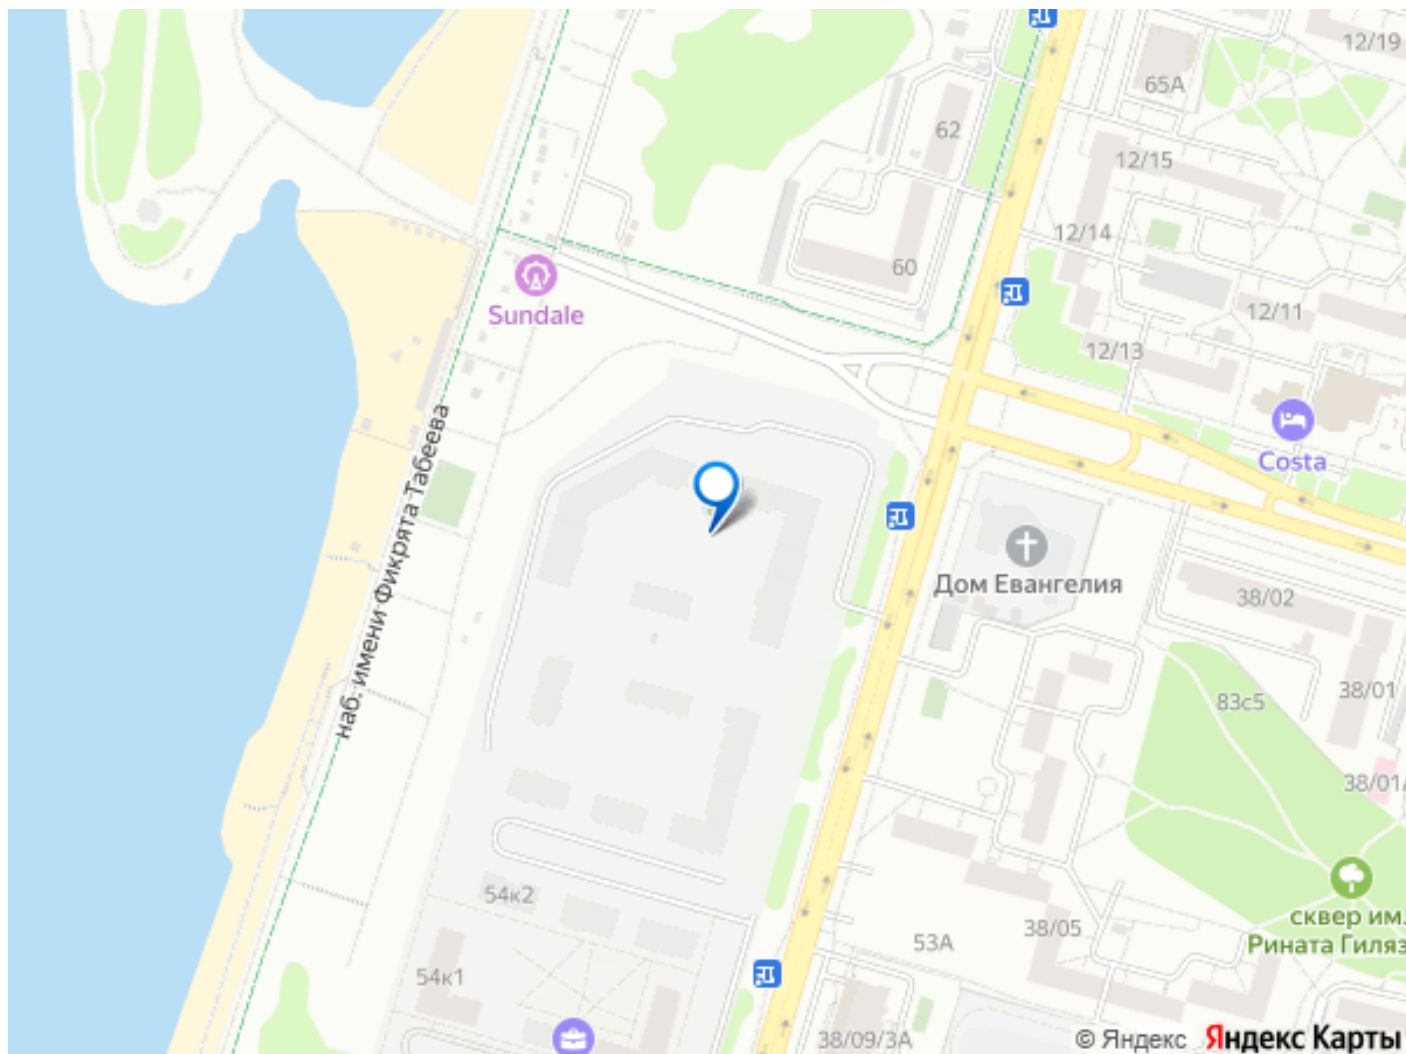 12/19
65А
62
12/15
12/14
60
Sundale
12/11
12/13
наб. имени Фикрята Табеева
Costa
Дом Евангелия
38/02
38/01
83с5
38/01/
54к2
сквер им.
Рината Гиляз
38/05
53А
54к1
38/09/3А
© Яндекс Яндекс Карты